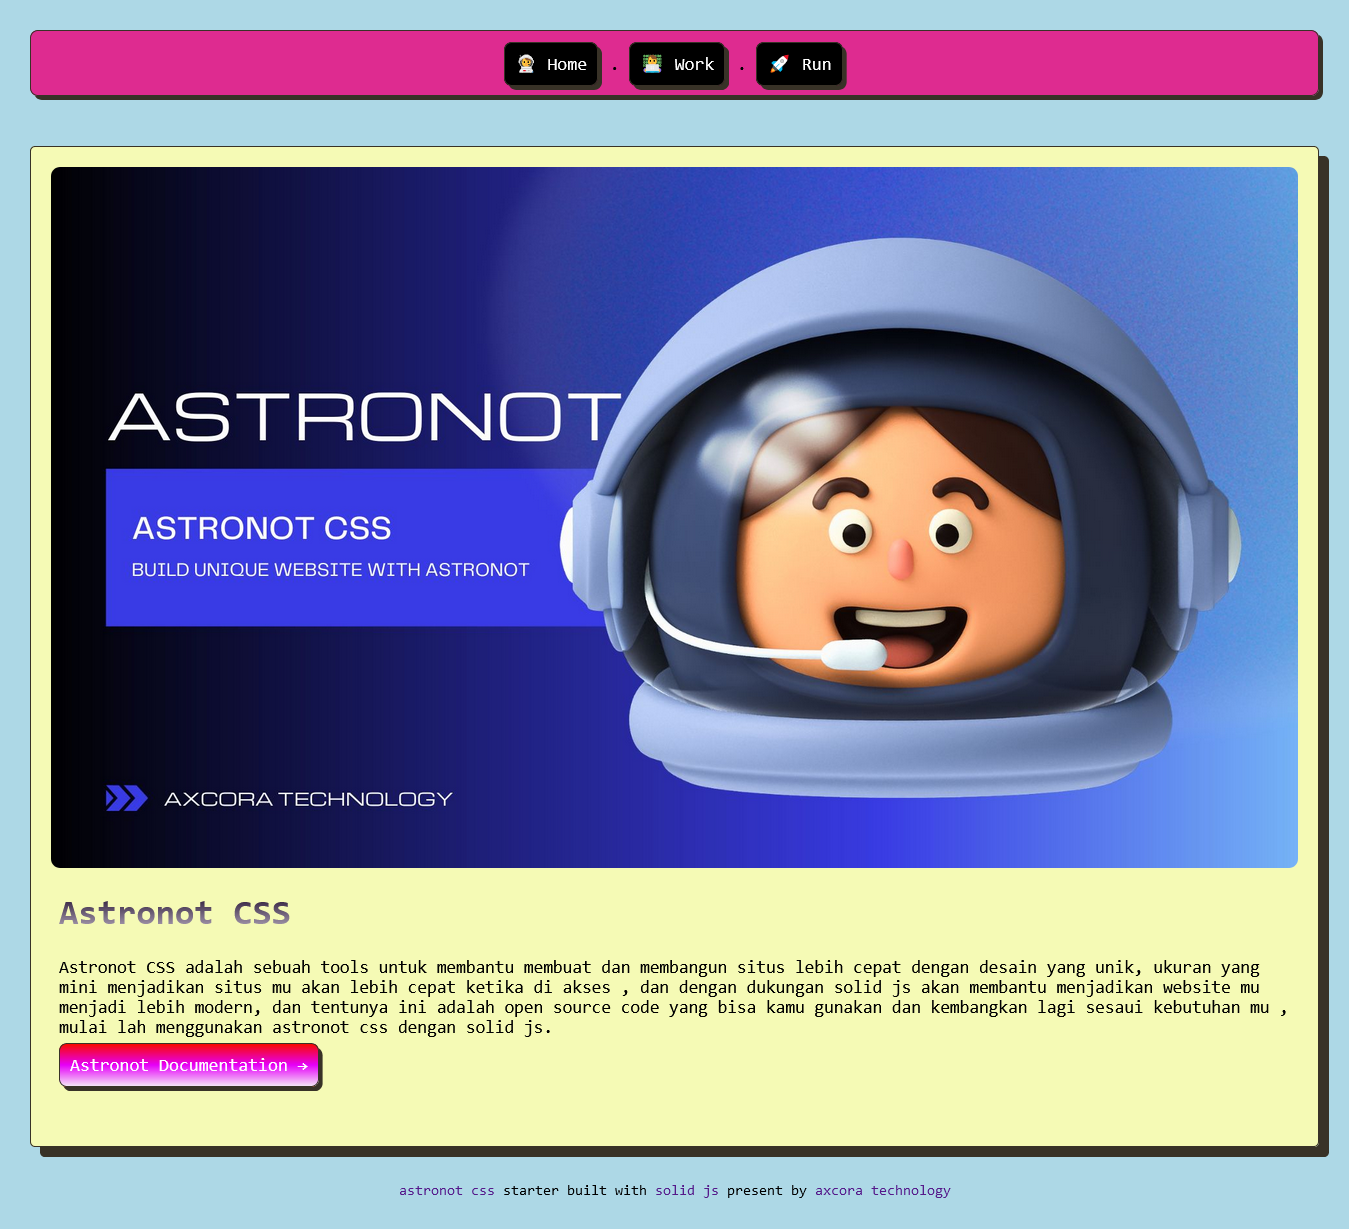 Home . Work . Run
ASTRONOT
ASTRONOT CSS
BUILD UNIQUE WEBSITE WITH ASTRONOT
AXCORA TECHNOLOGY
Astronot CSS
Astronot CSS adalah sebuah tools untuk membantu membuat dan membangun situs lebih cepat dengan desain yang unik, ukuran yang
mini menjadikan situs mu akan lebih cepat ketika di akses , dan dengan dukungan solid js akan membantu menjadikan website mu
menjadi lebih modern, dan tentunya ini adalah open source code yang bisa kamu gunakan dan kembangkan lagi sesaui kebutuhan mu ,
mulai lah menggunakan astronot css dengan solid js.
Astronot Documentation →
astronot css starter built with solid js present by axcora technology